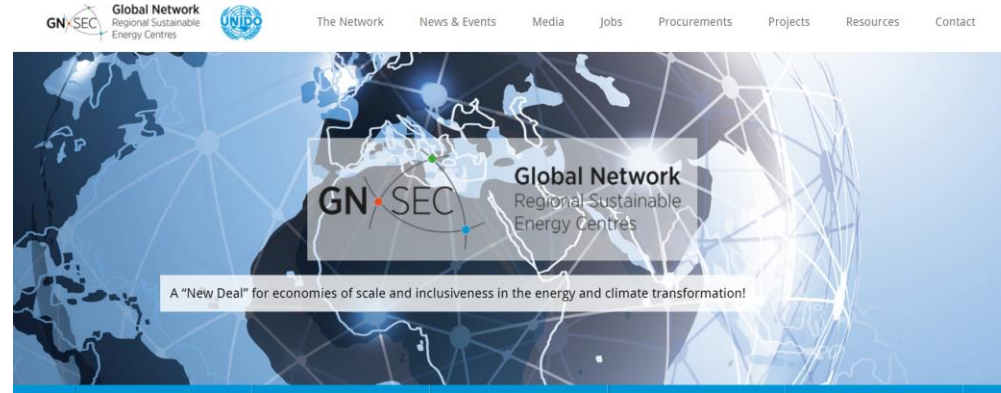 GN SEC
Global Network
Regional Sustainable
Energy Centres
UNIDO
The Network News & Events Media Jobs Procurements Projects Resources Contact
GN SEC
Global Network
Regional Sustainable
Energy Centres
A “New Deal” for economies of scale and inclusiveness in the energy and climate transformation!